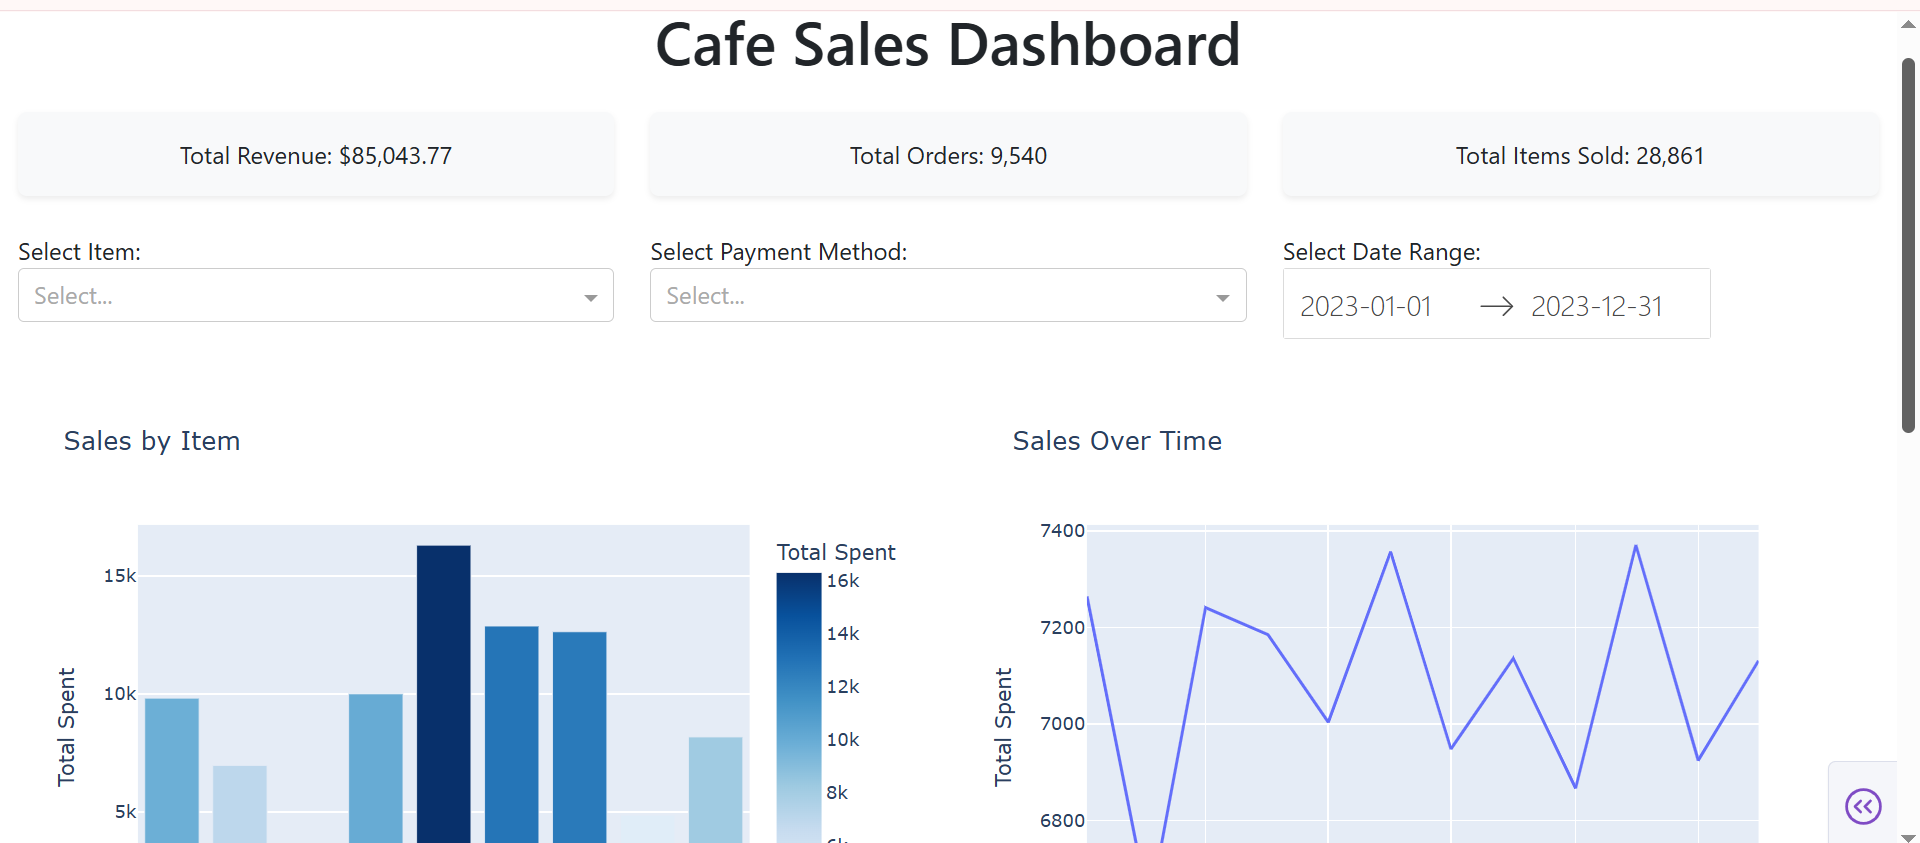 Cafe Sales Dashboard
Total Revenue: $85,043.77
Total Orders: 9,540
Total Items Sold: 28,861
Select Item:
Select Payment Method:
Select Date Range:
Select...
Select...
2023-01-01
2023-12-31
Sales by Item
Sales Over Time
Total Spent
15k
10k
5k
Total Spent
16k
14k
12k
10k
8k
Total Spent
7400
7200
7000
6800